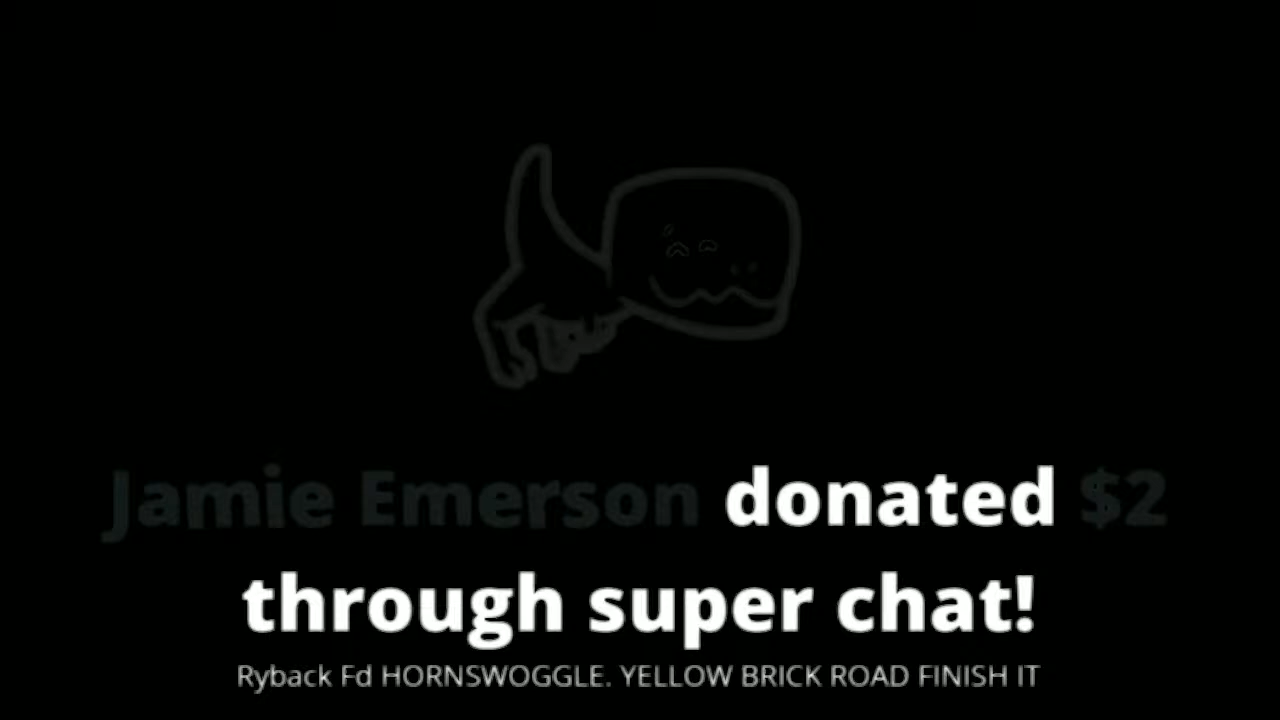 Jamie Emerson donated $2
through super chat!
Ryback Fd HORNSWOGGLE. YELLOW BRICK ROAD FINISH IT